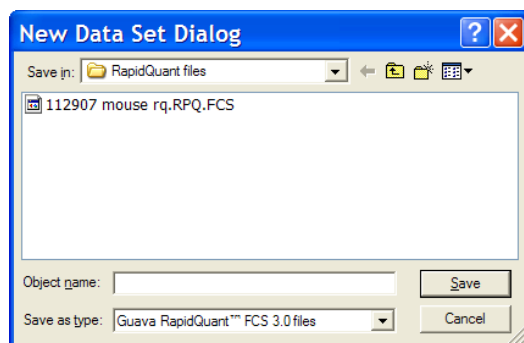 New Data Set Dialog
Save in: RapidQuant files
112907 mouse rq.RPQ.FCS
Object name: Save
Save as type: Guava RapidQuant™ FCS 3.0 files Cancel